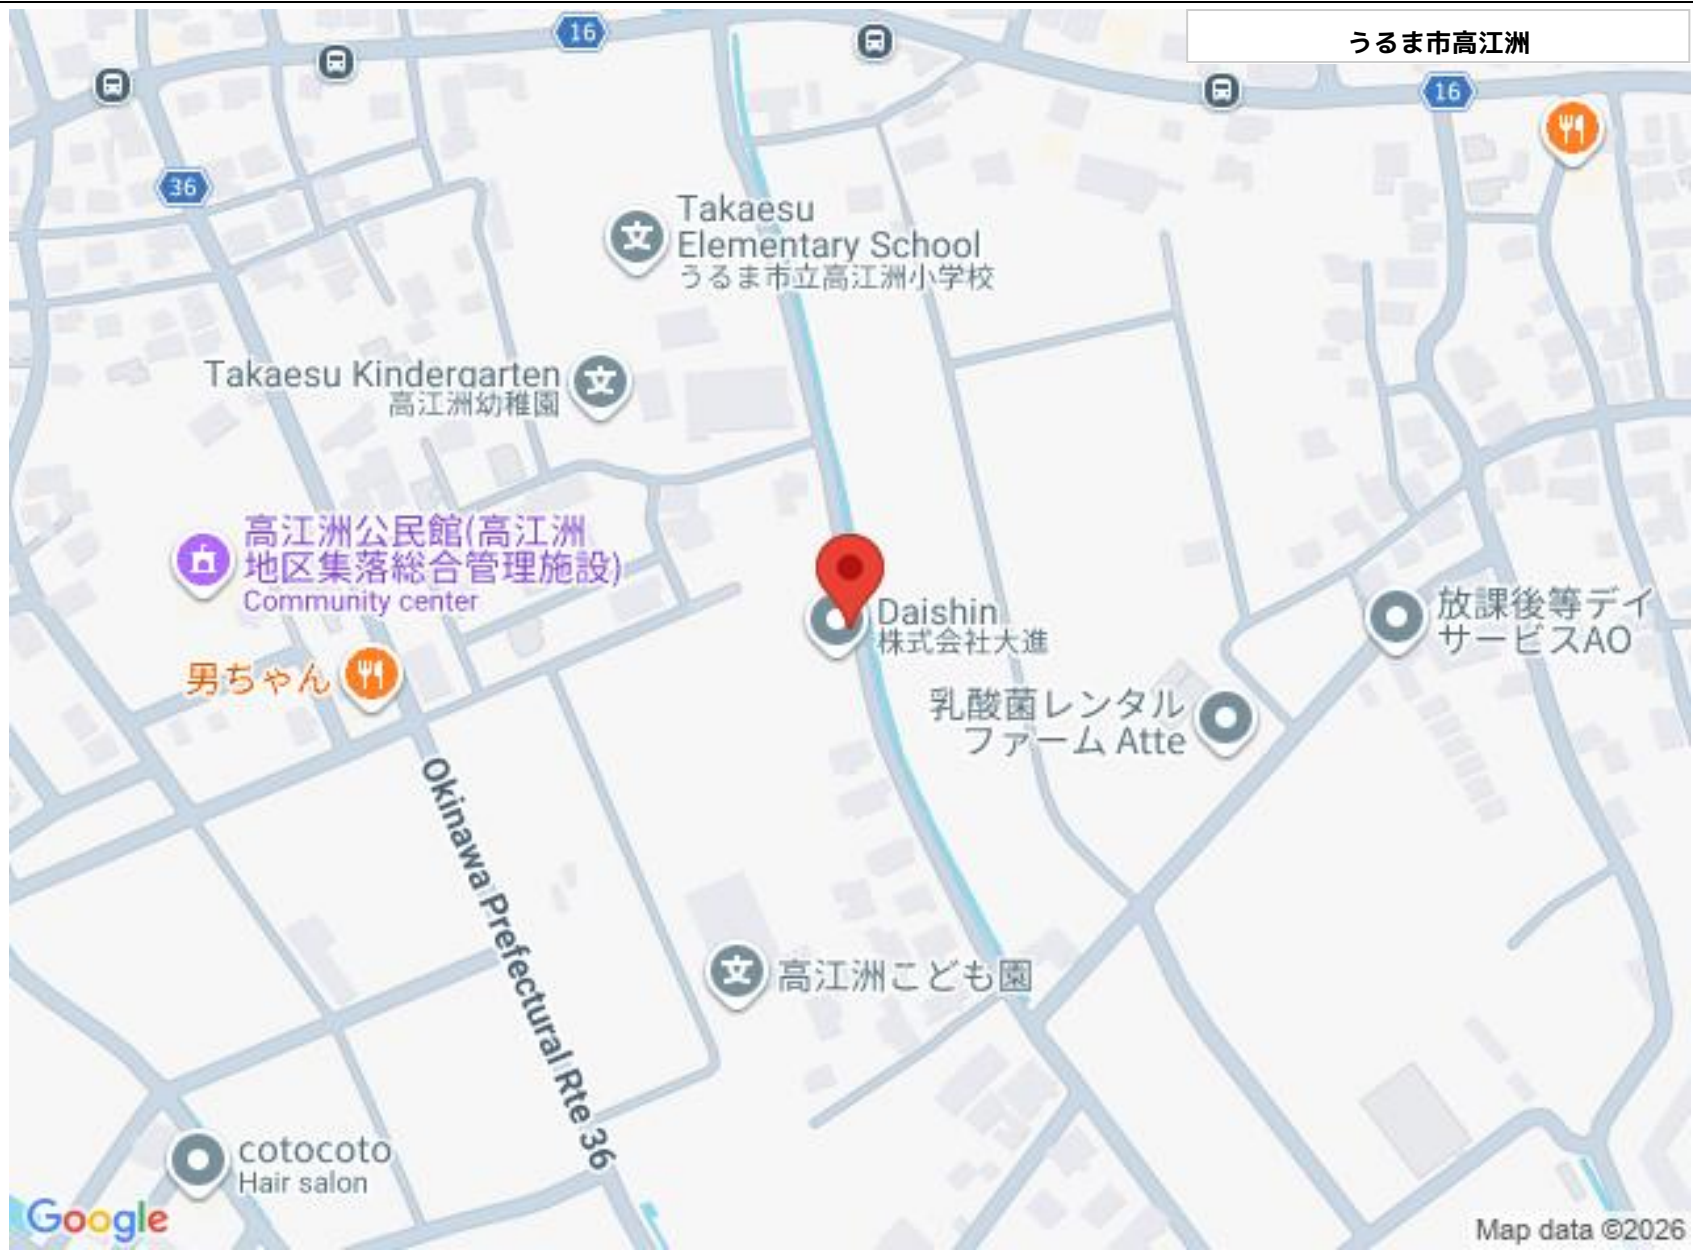 うるま市高江洲
16
16
36
Takaesu
Elementary School
うるま市立高江洲小学校
Takaesu Kindergarten
高江洲幼稚園
高江洲公民館(高江洲
地区集落総合管理施設)
Community center
Daishin
株式会社大進
放課後等デイ
サービスAO
男ちゃん
乳酸菌レンタル
ファーム Atte
Okinawa Prefectural Rte 36
高江洲こども園
cotocoto
Hair salon
Google
Map data ©2026